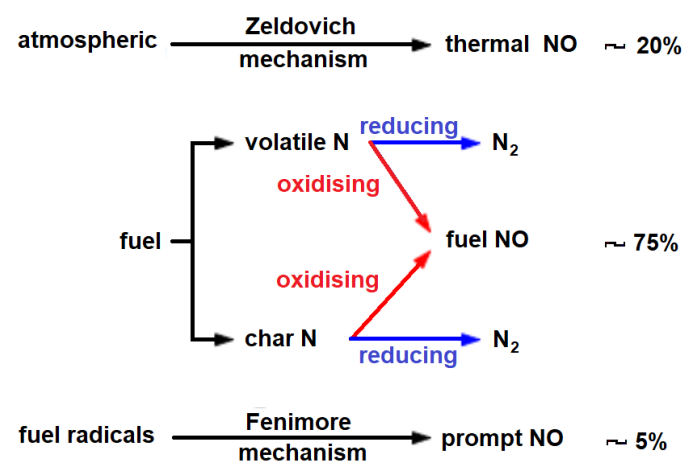 atmospheric
Zeldovich
mechanism
thermal NO ~ 20%
volatile N
reducing
N₂
oxidising
fuel
fuel NO ~ 75%
oxidising
char N
reducing
N₂
fuel radicals
Fenimore
mechanism
prompt NO ~ 5%